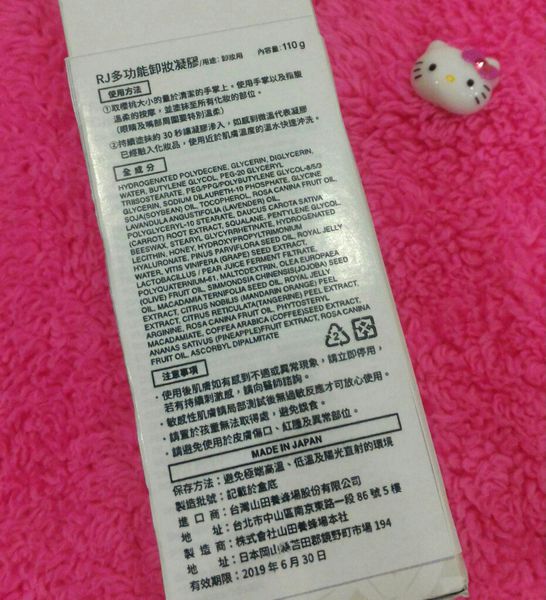 RJ多功能卸妝凝膠/用途：卸妝用 內容量：110g
使用方法
①取櫻桃大小的量於清潔的手掌上。使用手掌以及指腹
溫柔的按摩，並塗抹至所有化妝的部位。
(眼睛及嘴部周圍要特別溫柔)
②持續塗抹約30秒讓凝膠滲入，如感到微溫代表凝膠
已經融入化妝品，使用近於肌膚溫度的溫水快速沖洗。
全成分
HYDROGENATED POLYDECENE, GLYCERIN, DIGLYCERIN,
WATER, BUTYLENE GLYCOL, PEG-20 GLYCERYL
TRIISOSTEARATE, PEG/PPG/POLYBUTYLENE GLYCOL-8/5/3
GLYCERIN, SODIUM DILAURETH-10 PHOSPHATE, GLYCINE
SOJA(SOYBEAN) OIL, TOCOPHEROL, ROSA CANINA FRUIT OIL,
LAVANDULA ANGUSTIFOLIA (LAVENDER) OIL,
POLYGLYCERYL-10 STEARATE, DAUCUS CAROTA SATIVA
(CARROT) ROOT EXTRACT, SQUALANE, PENTYLENE GLYCOL,
BEESWAX, STEARYL GLYCYRRHETINATE, HYDROGENATED
LECITHIN, HONEY, HYDROXYPROPYLTRIMONIUM
HYALURONATE, PINUS PARVIFLORA SEED OIL, ROYAL JELLY
WATER, VITIS VINIFERA (GRAPE) SEED EXTRACT,
LACTOBACILLUS / PEAR JUICE FERMENT FILTRATE,
POLYQUATERNIUM-61, MALTODEXTRIN, OLEA EUROPAEA
(OLIVE) FRUIT OIL, SIMMONDSIA CHINENSIS(JOJOBA) SEED
OIL, MACADAMIA TERNIFOLIA SEED OIL, ROYAL JELLY
EXTRACT, CITRUS NOBILIS (MANDARIN ORANGE) PEEL
EXTRACT, CITRUS RETICULATA(TANGERINE) PEEL EXTRACT,
ARGININE, ROSA CANINA FRUIT OIL, PHYTOSTERYL
MACADAMIATE, COFFEA ARABICA (COFFEE)SEED EXTRACT,
ANANAS SATIVUS (PINEAPPLE)FRUIT EXTRACT, ROSA CANINA
FRUIT OIL, ASCORBYL DIPALMITATE
2
注意事項
・使用後肌膚如有感到不適或異常現象，請立即停用，
若有持續刺激感，請向醫師諮詢。
・敏感性肌膚請局部測試後無過敏反應才可放心使用。
・請置於孩童無法取得處，避免誤食。
・請避免使用於皮膚傷口、紅腫及異常部位。
MADE IN JAPAN
保存方法：避免極端高溫、低溫及陽光直射的環境
製造批號：記載於盒底
進口商：台灣山田養蜂場股份有限公司
地址：台北市中山區南京東路一段86號5樓
製造商：株式會社山田養蜂場本社
地址：日本岡山縣苫田郡鏡野町市場194
有效期限：2019年6月30日